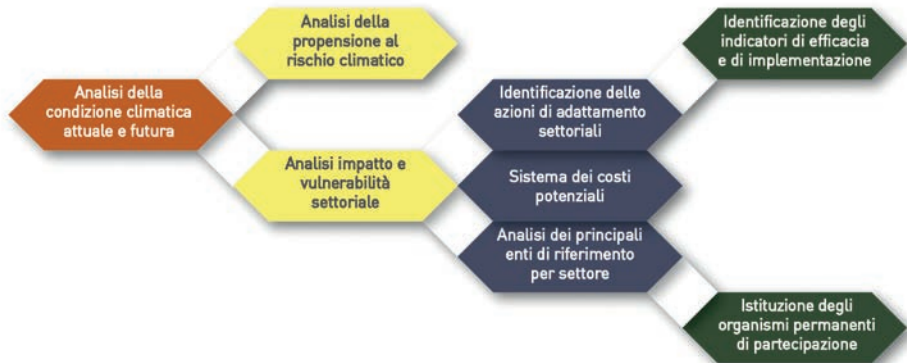 Analisi della
condizione climatica
attuale e futura
Analisi della
propensione al
rischio climatico
Analisi impatto e
vulnerabilità
settoriale
Identificazione delle
azioni di adattamento
settoriali
Sistema dei costi
potenziali
Analisi dei principali
enti di riferimento
per settore
Identificazione degli
indicatori di efficacia
e di implementazione
Istituzione degli
organismi permanenti
di partecipazione